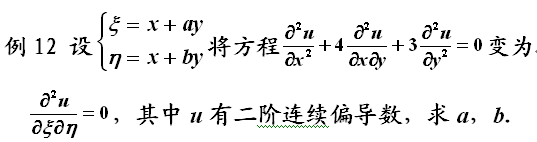 例12 设 $\begin{cases} \xi = x + ay \\ \eta = x + by \end{cases}$ 将方程 $\frac{\partial^2 u}{\partial x^2} + 4\frac{\partial^2 u}{\partial x \partial y} + 3\frac{\partial^2 u}{\partial y^2} = 0$ 变为
$\frac{\partial^2 u}{\partial \xi \partial \eta} = 0$，其中 u 有二阶连续偏导数，求 a，b.